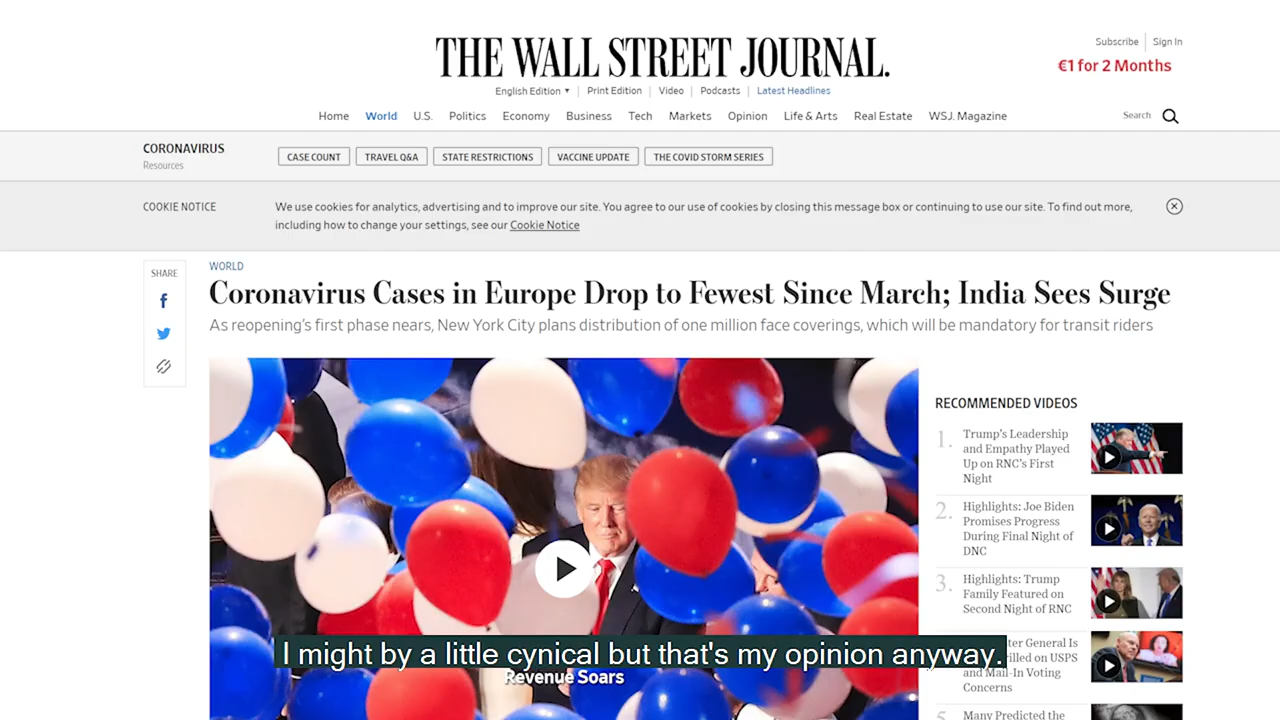 Subscribe
Sign In
THE WALL STREET JOURNAL.
€1 for 2 Months
English Edition
Print Edition
Video
Podcasts
Latest Headlines
Home
World
U.S.
Politics
Economy
Business
Tech
Markets
Opinion
Life & Arts
Real Estate
WSJ. Magazine
Search
CORONAVIRUS
Resources
CASE COUNT
TRAVEL Q&A
STATE RESTRICTIONS
VACCINE UPDATE
THE COVID STORM SERIES
COOKIE NOTICE
We use cookies for analytics, advertising and to improve our site. You agree to our use of cookies by closing this message box or continuing to use our site. To find out more,
including how to change your settings, see our Cookie Notice
SHARE
WORLD
Coronavirus Cases in Europe Drop to Fewest Since March; India Sees Surge
As reopening's first phase nears, New York City plans distribution of one million face coverings, which will be mandatory for transit riders
RECOMMENDED VIDEOS
1.
Trump's Leadership
and Empathy Played
Up on RNC's First
Night
2.
Highlights: Joe Biden
Promises Progress
During Final Night of
DNC
3.
Highlights: Trump
Family Featured on
Second Night of RNC
General Is
on USPS
and Mail-In Voting
Concerns
5.
Many Predicted the
I might by a little cynical but that's my opinion anyway.
Revenue Soars